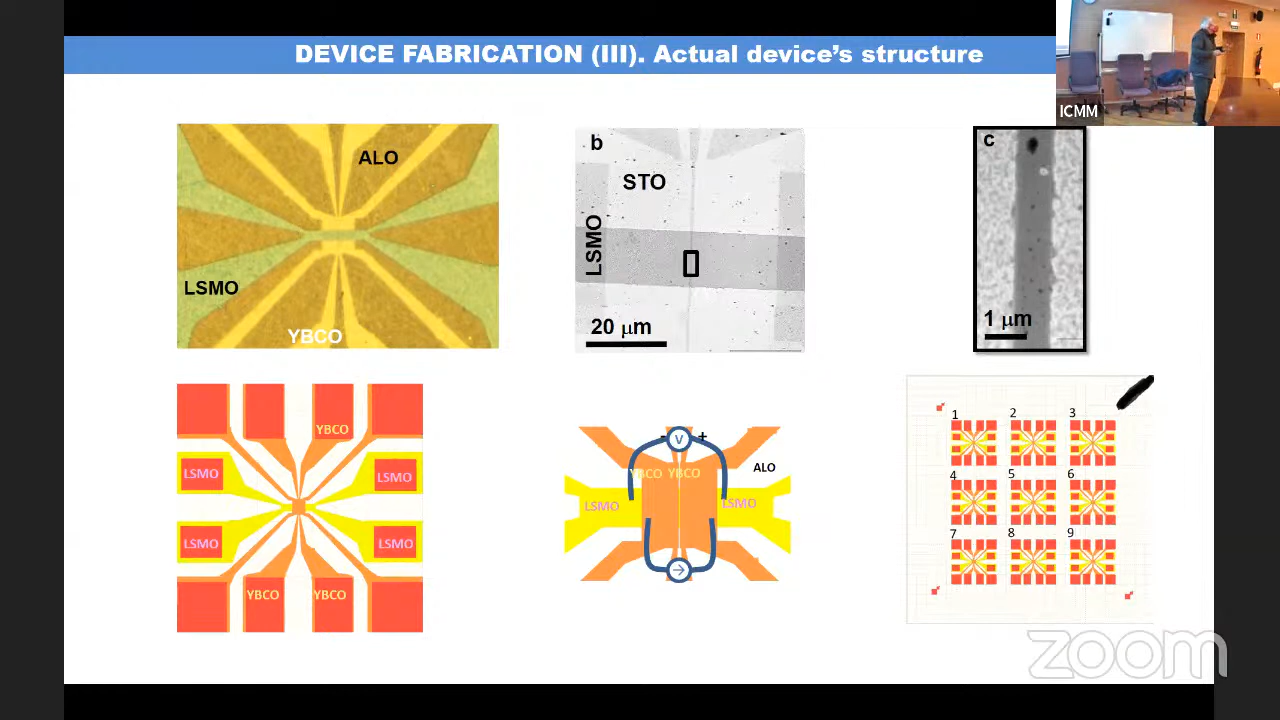 DEVICE FABRICATION (III). Actual device’s structure
ICMM
ALO
LSMO
YBCO
b
STO
LSMO
20 μm
c
1 μm
YBCO
LSMO
LSMO
LSMO
LSMO
YBCO
YBCO
-
V
+
YBCO
YBCO
ALO
LSMO
LSMO
1
2
3
4
5
6
7
8
9
zoom